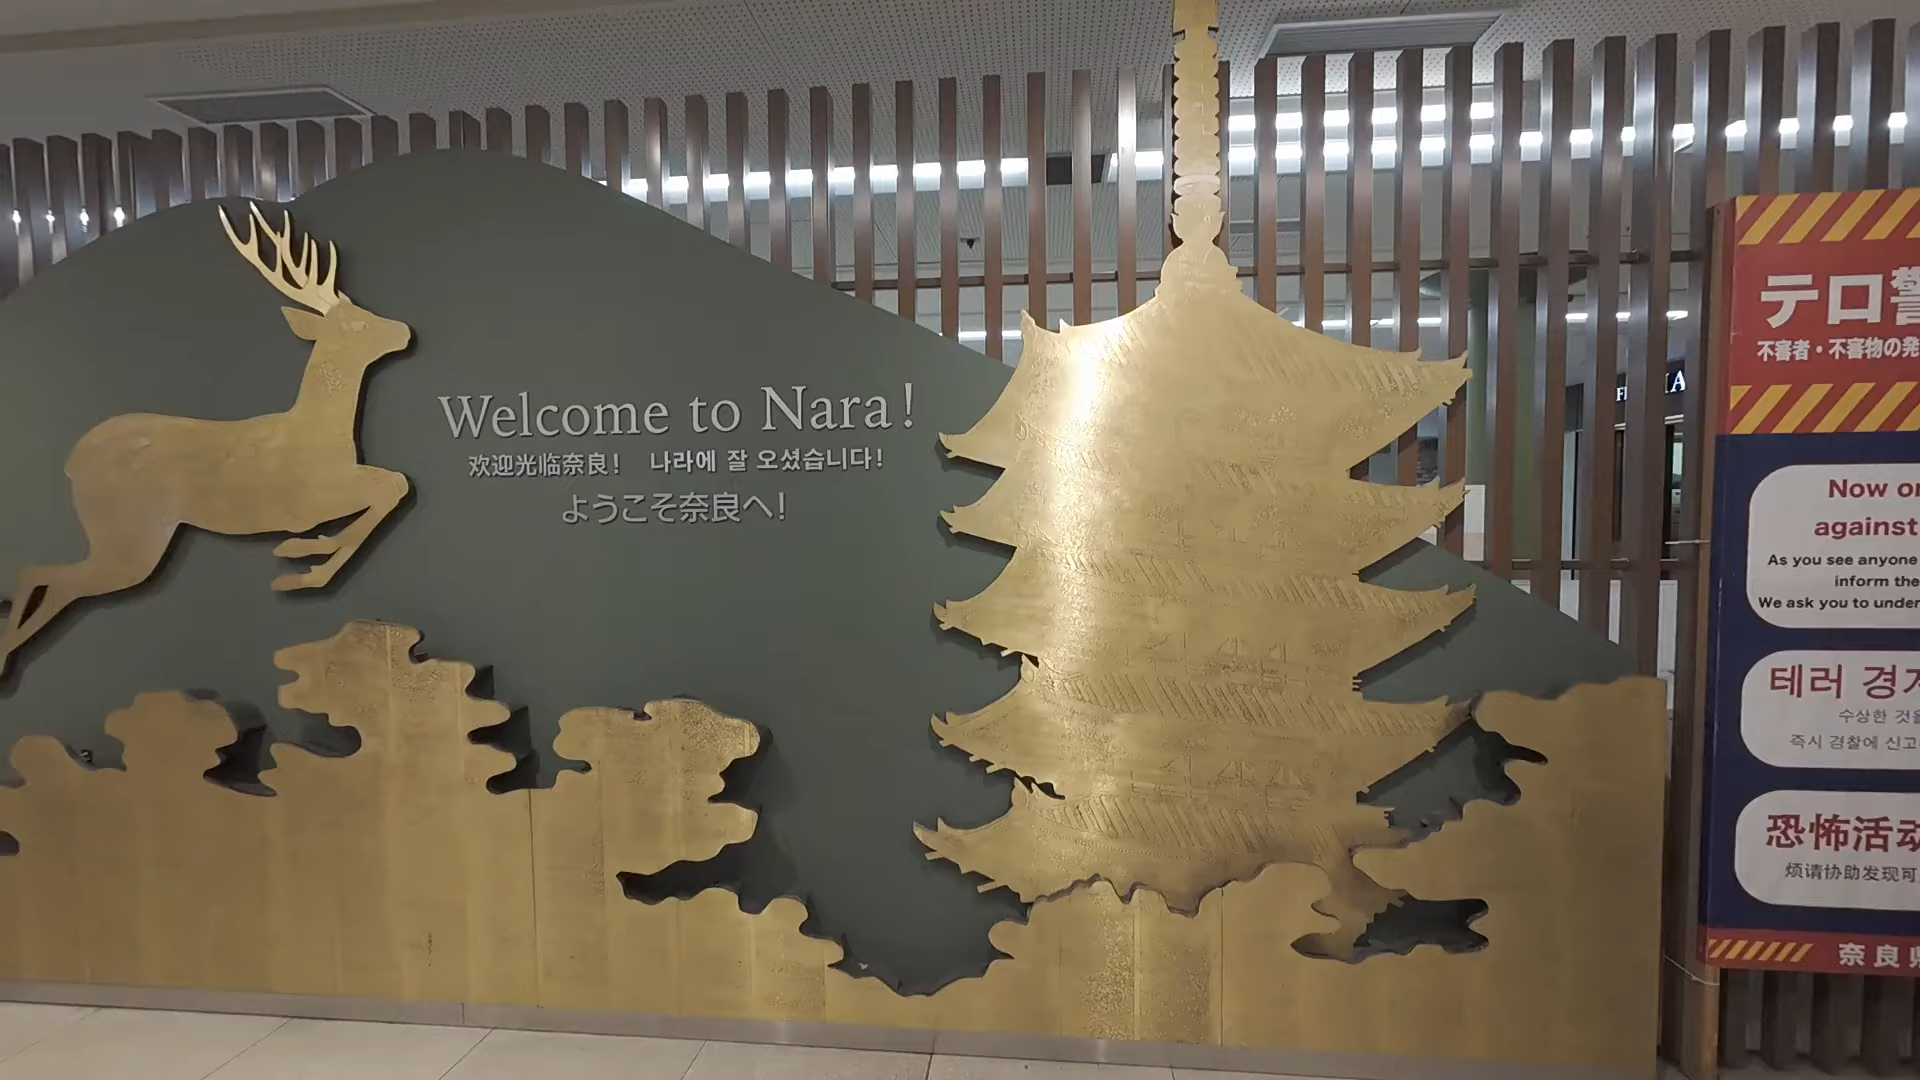 Welcome to Nara!
欢迎光临奈良! 나라에 잘 오셨습니다!
ようこそ奈良へ!
テロ警
不審者・不審物の発
Now on
against
As you see anyone
inform the
We ask you to under
테러 경계
수상한 것을
즉시 경찰에 신고
恐怖活动
烦请协助发现可
奈良県